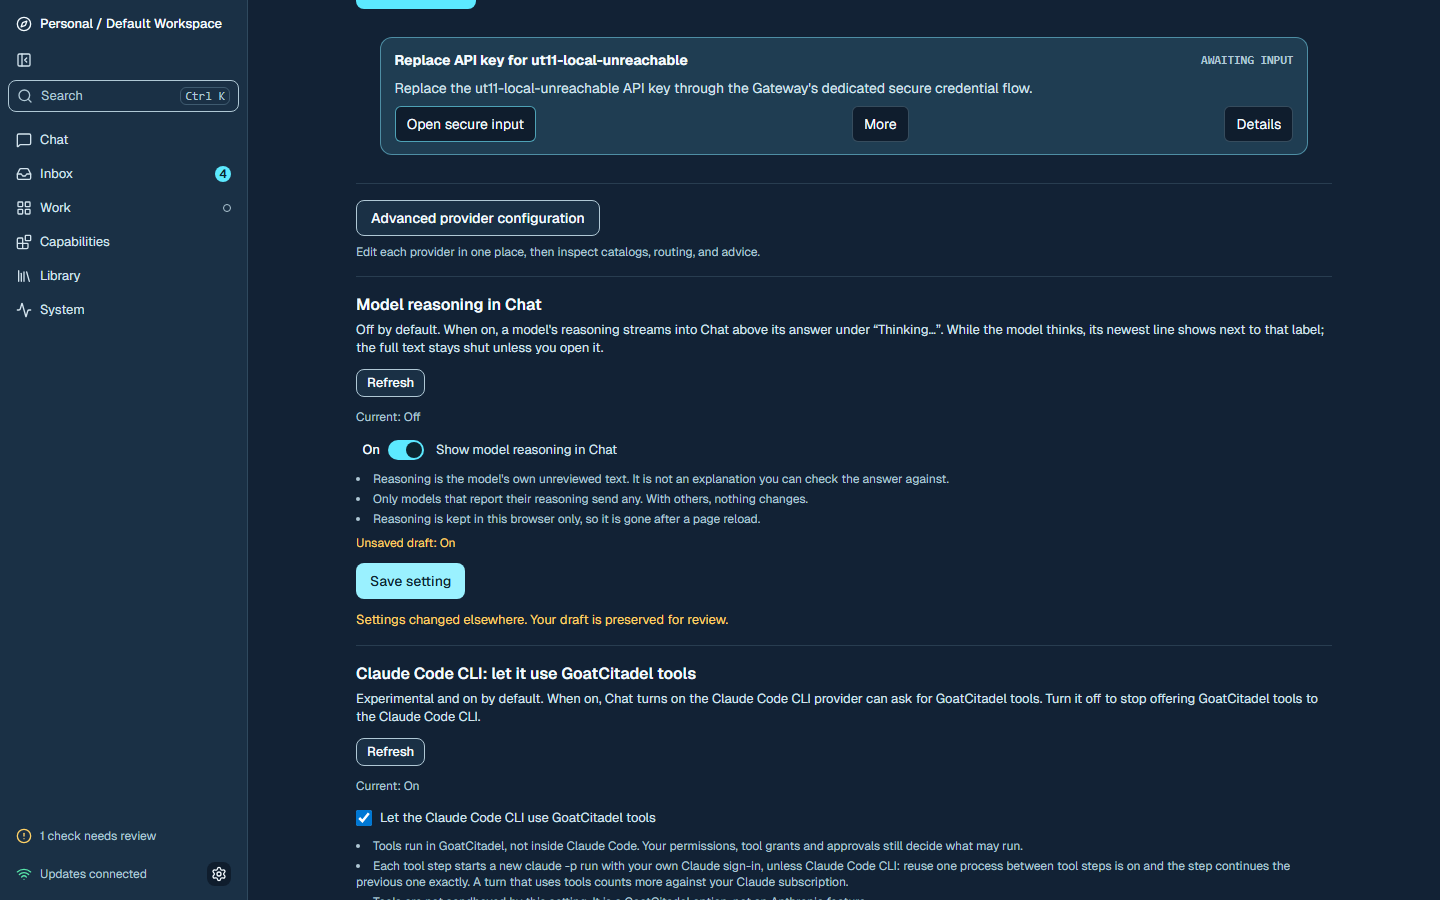 Personal / Default Workspace
Search
Ctrl K
Chat
Inbox
4
Work
Capabilities
Library
System
1 check needs review
Updates connected
Replace API key for ut11-local-unreachable
AWAITING INPUT
Replace the ut11-local-unreachable API key through the Gateway's dedicated secure credential flow.
Open secure input
More
Details
Advanced provider configuration
Edit each provider in one place, then inspect catalogs, routing, and advice.
Model reasoning in Chat
Off by default. When on, a model's reasoning streams into Chat above its answer under “Thinking…”. While the model thinks, its newest line shows next to that label;
the full text stays shut unless you open it.
Refresh
Current: Off
On
Show model reasoning in Chat
• Reasoning is the model's own unreviewed text. It is not an explanation you can check the answer against.
• Only models that report their reasoning send any. With others, nothing changes.
• Reasoning is kept in this browser only, so it is gone after a page reload.
Unsaved draft: On
Save setting
Settings changed elsewhere. Your draft is preserved for review.
Claude Code CLI: let it use GoatCitadel tools
Experimental and on by default. When on, Chat turns on the Claude Code CLI provider can ask for GoatCitadel tools. Turn it off to stop offering GoatCitadel tools to
the Claude Code CLI.
Refresh
Current: On
Let the Claude Code CLI use GoatCitadel tools
• Tools run in GoatCitadel, not inside Claude Code. Your permissions, tool grants and approvals still decide what may run.
• Each tool step starts a new claude -p run with your own Claude sign-in, unless Claude Code CLI: reuse one process between tool steps is on and the step continues the
previous one exactly. A turn that uses tools counts more against your Claude subscription.